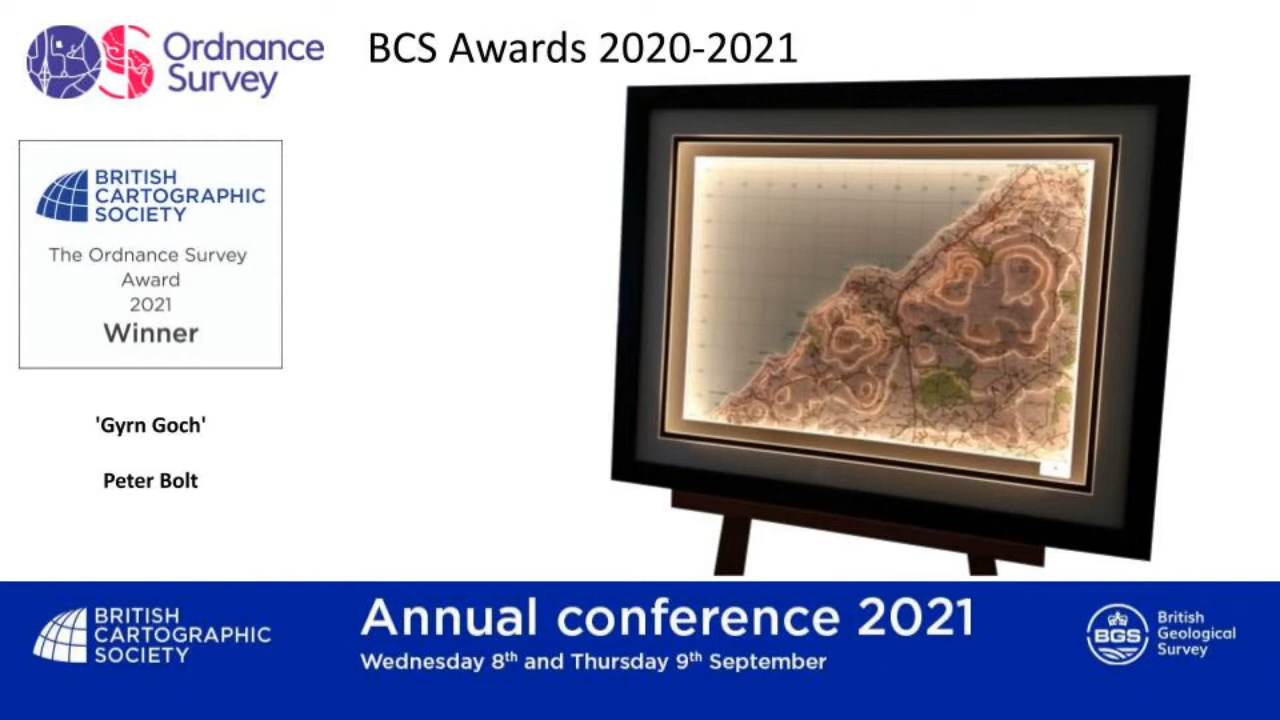 Ordnance
Survey
BCS Awards 2020-2021
BRITISH
CARTOGRAPHIC
SOCIETY
The Ordnance Survey
Award
2021
Winner
'Gyrn Goch'
Peter Bolt
BRITISH
CARTOGRAPHIC
SOCIETY
Annual conference 2021
Wednesday 8th and Thursday 9th September
BGS
British
Geological
Survey